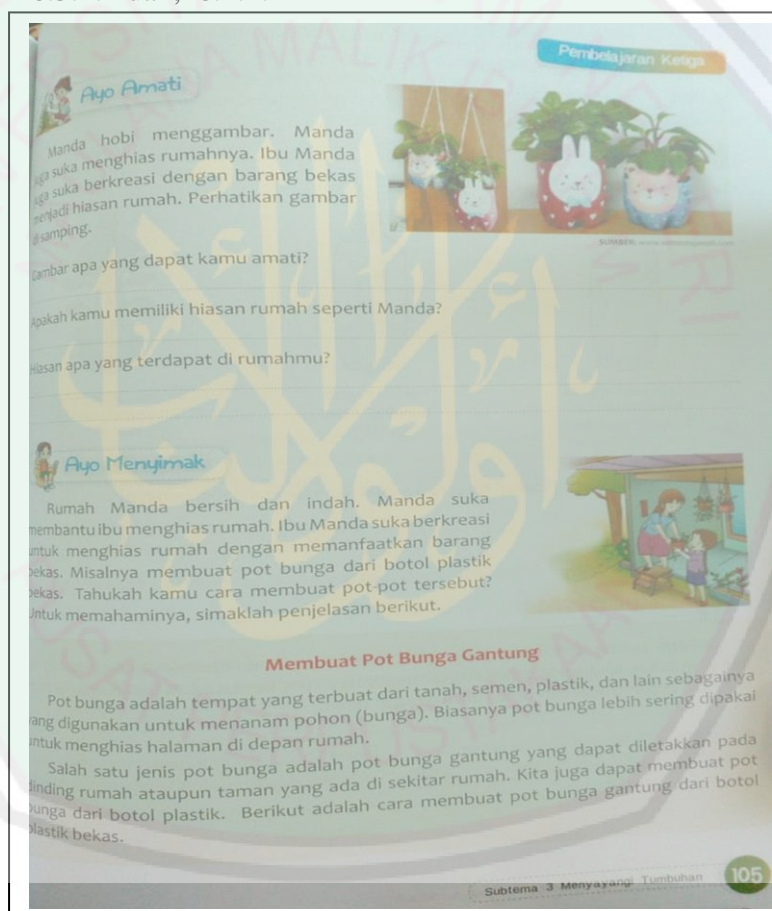 Pembelajaran Ketiga
Ayo Amati
Manda hobi menggambar. Manda
juga suka menghias rumahnya. Ibu Manda
juga suka berkreasi dengan barang bekas
menjadi hiasan rumah. Perhatikan gambar
di samping.
Gambar apa yang dapat kamu amati?
Apakah kamu memiliki hiasan rumah seperti Manda?
Hiasan apa yang terdapat di rumahmu?
Ayo Menyimak
Rumah Manda bersih dan indah. Manda suka
membantu ibu menghias rumah. Ibu Manda suka berkreasi
untuk menghias rumah dengan memanfaatkan barang
bekas. Misalnya membuat pot bunga dari botol plastik
bekas. Tahukah kamu cara membuat pot-pot tersebut?
Untuk memahaminya, simaklah penjelasan berikut.
Membuat Pot Bunga Gantung
Pot bunga adalah tempat yang terbuat dari tanah, semen, plastik, dan lain sebagainya
yang digunakan untuk menanam pohon (bunga). Biasanya pot bunga lebih sering dipakai
untuk menghias halaman di depan rumah.
Salah satu jenis pot bunga adalah pot bunga gantung yang dapat diletakkan pada
dinding rumah ataupun taman yang ada di sekitar rumah. Kita juga dapat membuat pot
bunga dari botol plastik. Berikut adalah cara membuat pot bunga gantung dari botol
plastik bekas.
Subtema 3 Menyayangi Tumbuhan 105